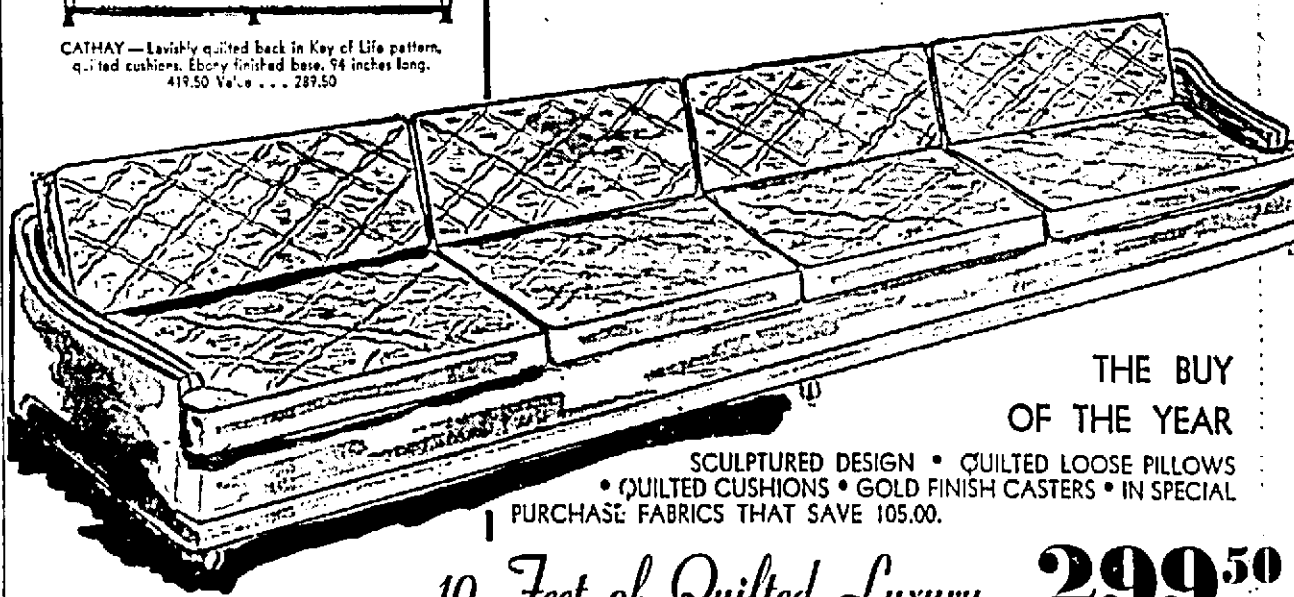 CATHAY — Lavishly quilted back in Key of Life pattern,
quilted cushions. Ebony finished base. 94 inches long.
419.50 Value . . . 289.50
THE BUY
OF THE YEAR
SCULPTURED DESIGN • QUILTED LOOSE PILLOWS
• QUILTED CUSHIONS • GOLD FINISH CASTERS • IN SPECIAL
PURCHASE FABRICS THAT SAVE 105.00.
10 Feet of Quilted Luxury 299.50